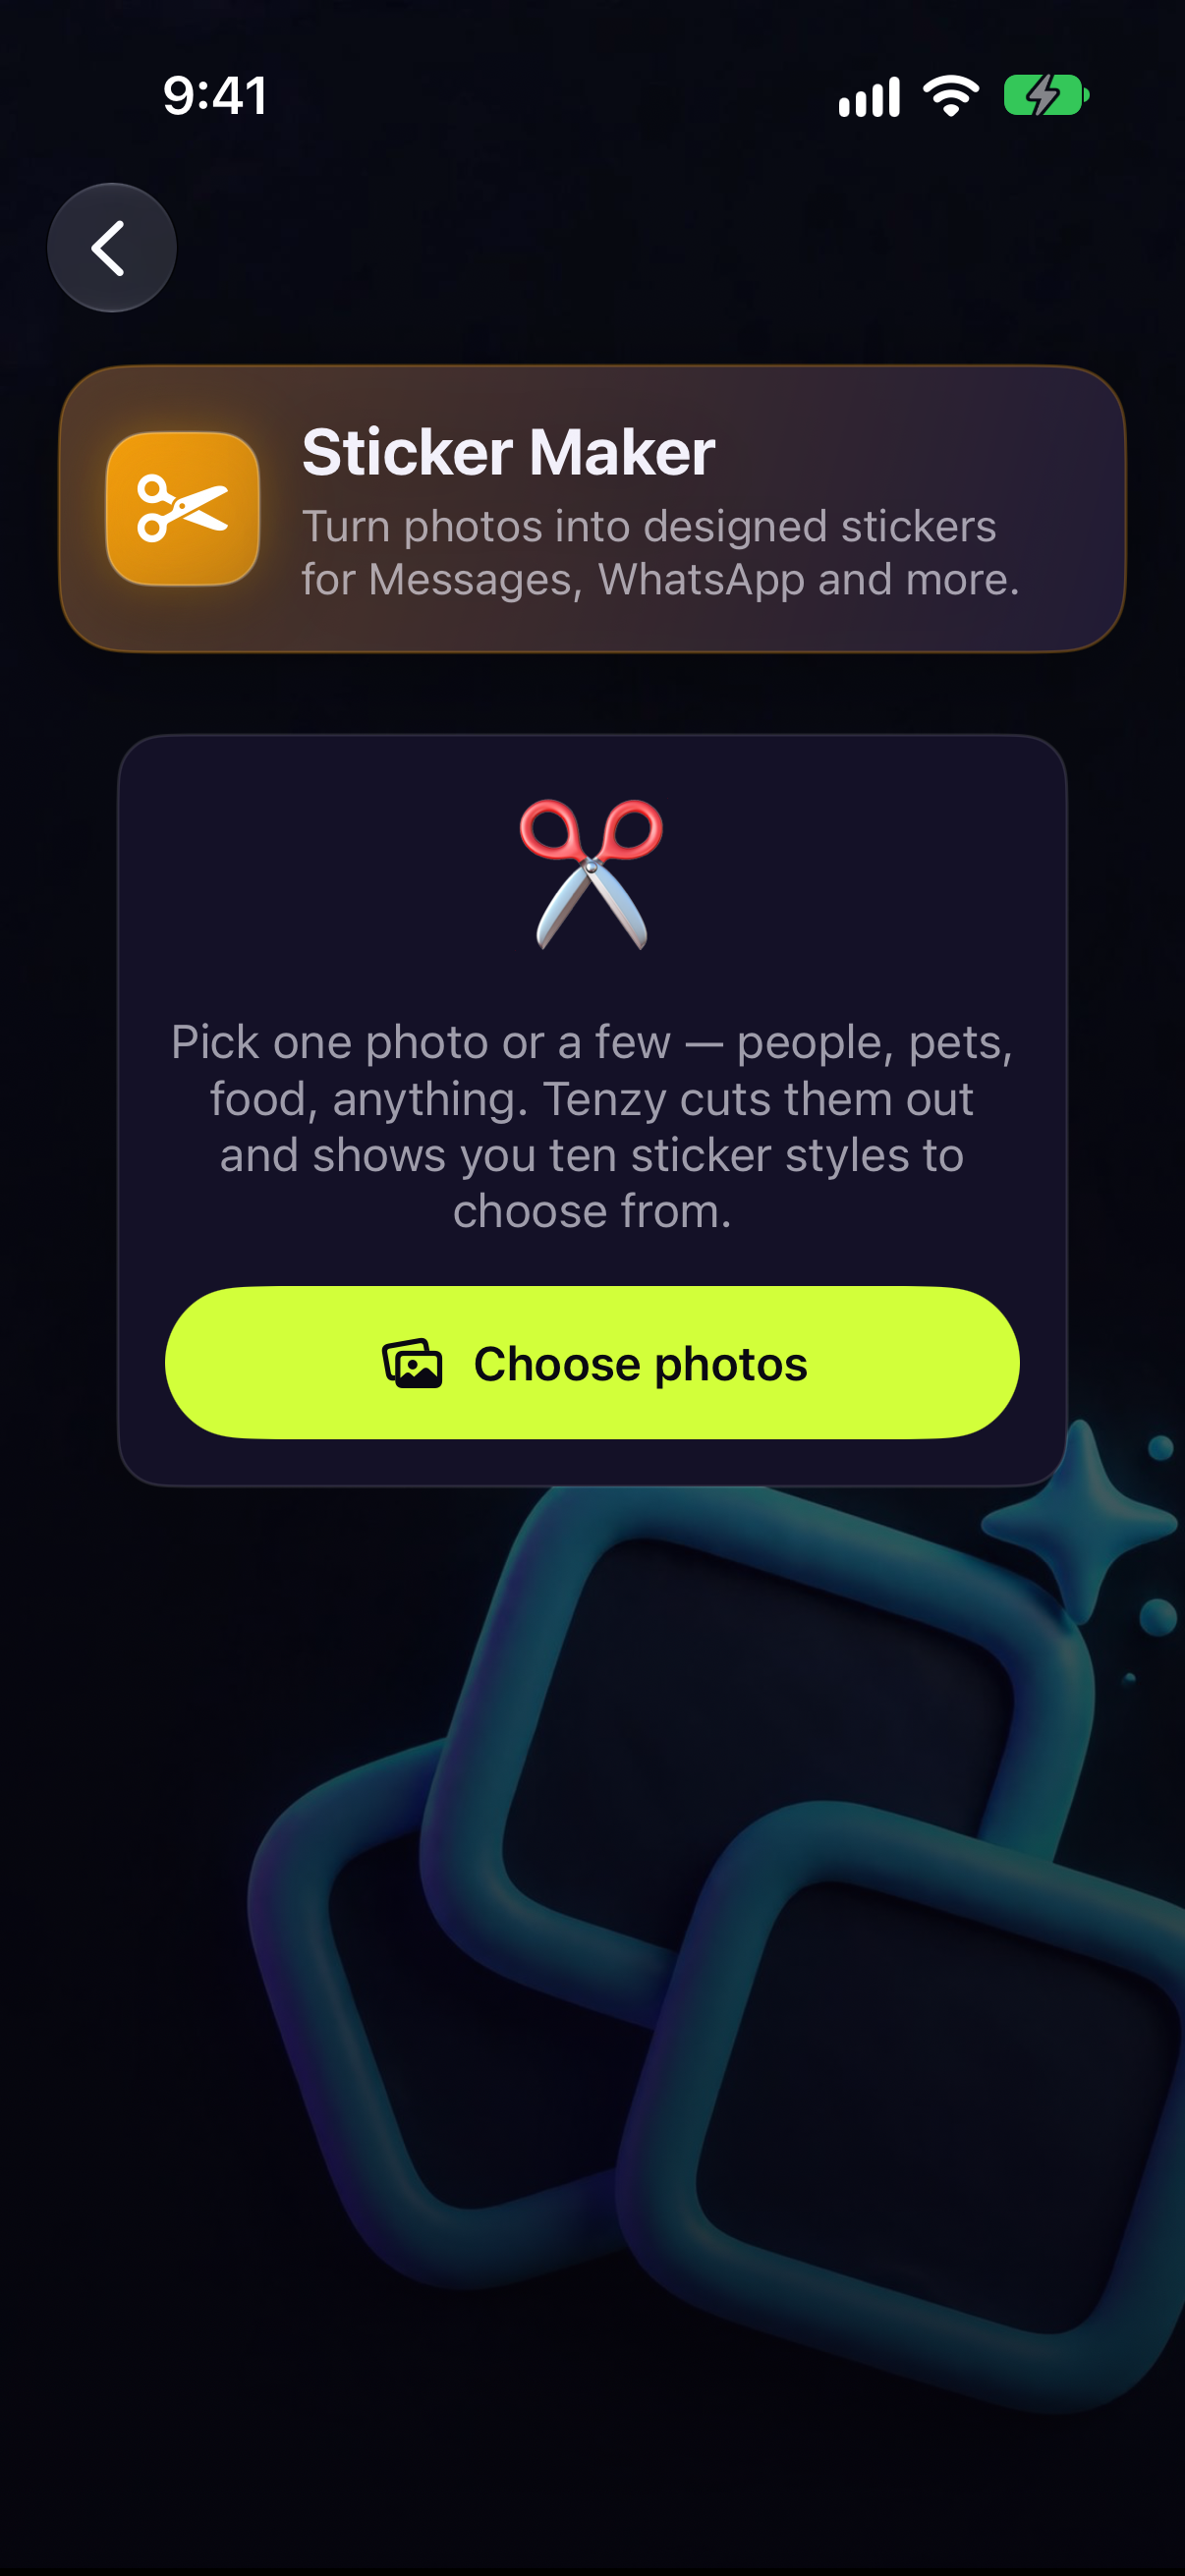 9:41
Sticker Maker
Turn photos into designed stickers
for Messages, WhatsApp and more.
Pick one photo or a few — people, pets,
food, anything. Tenzy cuts them out
and shows you ten sticker styles to
choose from.
Choose photos